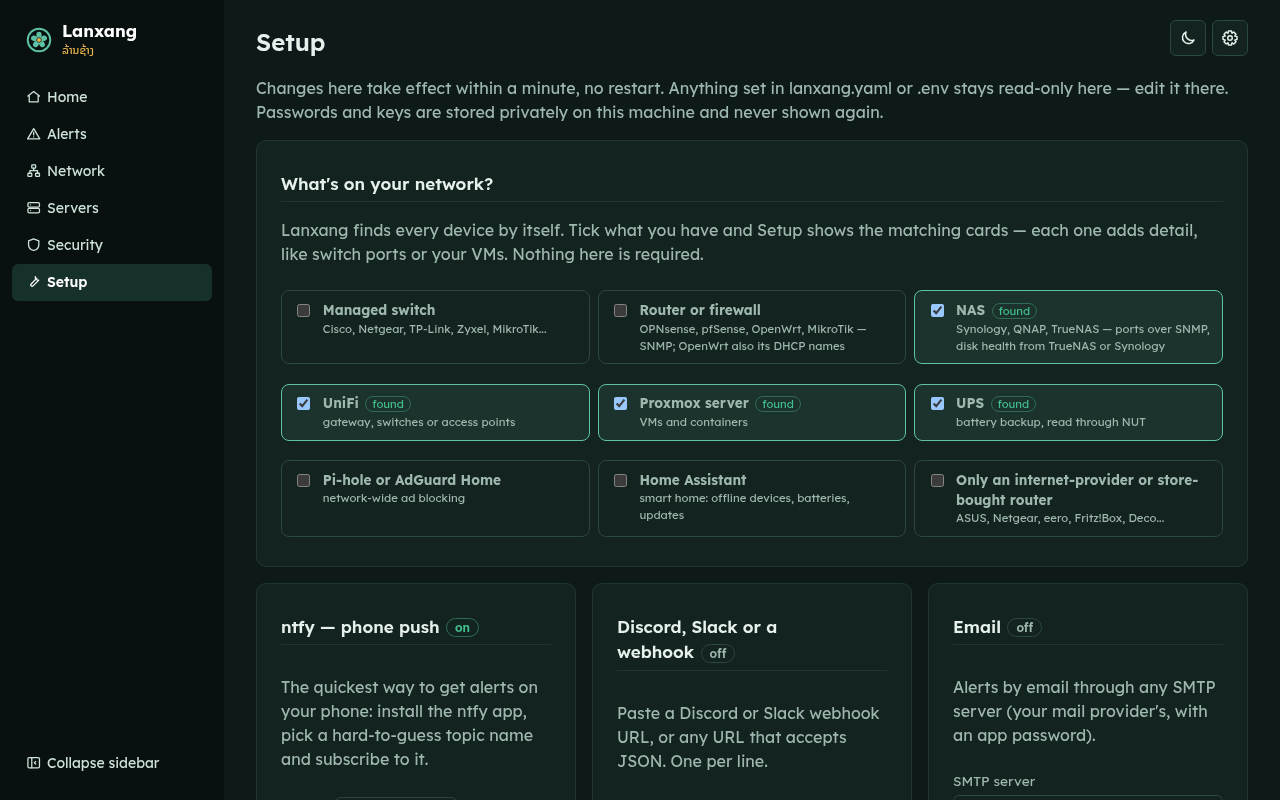 Lanxang
ລ້ານຊ້າງ
Home
Alerts
Network
Servers
Security
Setup
Collapse sidebar
Setup
Changes here take effect within a minute, no restart. Anything set in lanxang.yaml or .env stays read-only here — edit it there.
Passwords and keys are stored privately on this machine and never shown again.
What's on your network?
Lanxang finds every device by itself. Tick what you have and Setup shows the matching cards — each one adds detail,
like switch ports or your VMs. Nothing here is required.
Managed switch
Cisco, Netgear, TP-Link, Zyxel, MikroTik...
Router or firewall
OPNsense, pfSense, OpenWrt, MikroTik —
SNMP; OpenWrt also its DHCP names
NAS found
Synology, QNAP, TrueNAS — ports over SNMP,
disk health from TrueNAS or Synology
UniFi found
gateway, switches or access points
Proxmox server found
VMs and containers
UPS found
battery backup, read through NUT
Pi-hole or AdGuard Home
network-wide ad blocking
Home Assistant
smart home: offline devices, batteries,
updates
Only an internet-provider or store-
bought router
ASUS, Netgear, eero, Fritz!Box, Deco...
ntfy — phone push on
The quickest way to get alerts on
your phone: install the ntfy app,
pick a hard-to-guess topic name
and subscribe to it.
Discord, Slack or a
webhook off
Paste a Discord or Slack webhook
URL, or any URL that accepts
JSON. One per line.
Email off
Alerts by email through any SMTP
server (your mail provider's, with
an app password).
SMTP server